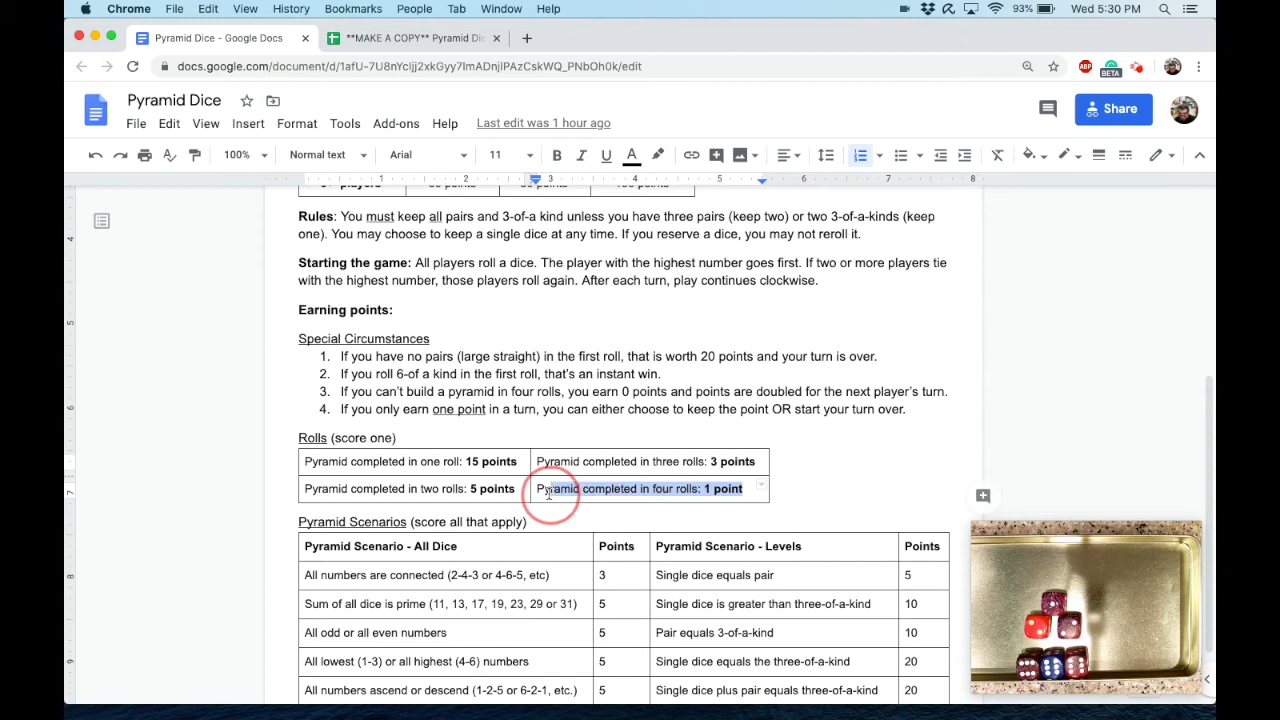 Chrome File Edit View History Bookmarks People Tab Window Help 93% Wed 5:30 PM
Pyramid Dice - Google Docs **MAKE A COPY** Pyramid Di
docs.google.com/document/d/1afU-7U8nYcIjj2xkGyy7ImADnjIPAzCskWQ_PNbOh0k/edit ABP BETA
Pyramid Dice
File Edit View Insert Format Tools Add-ons Help Last edit was 1 hour ago
Share
100% Normal text Arial 11 B I U A
1 2 3 4 5 6 7 8
Rules: You must keep all pairs and 3-of-a kind unless you have three pairs (keep two) or two 3-of-a-kinds (keep
one). You may choose to keep a single dice at any time. If you reserve a dice, you may not reroll it.
Starting the game: All players roll a dice. The player with the highest number goes first. If two or more players tie
with the highest number, those players roll again. After each turn, play continues clockwise.
Earning points:
Special Circumstances
1. If you have no pairs (large straight) in the first roll, that is worth 20 points and your turn is over.
2. If you roll 6-of a kind in the first roll, that's an instant win.
3. If you can't build a pyramid in four rolls, you earn 0 points and points are doubled for the next player's turn.
4. If you only earn one point in a turn, you can either choose to keep the point OR start your turn over.
Rolls (score one)
Pyramid completed in one roll: 15 points Pyramid completed in three rolls: 3 points
Pyramid completed in two rolls: 5 points Pyramid completed in four rolls: 1 point
Pyramid Scenarios (score all that apply)
Pyramid Scenario - All Dice Points Pyramid Scenario - Levels Points
All numbers are connected (2-4-3 or 4-6-5, etc) 3 Single dice equals pair 5
Sum of all dice is prime (11, 13, 17, 19, 23, 29 or 31) 5 Single dice is greater than three-of-a-kind 10
All odd or all even numbers 5 Pair equals 3-of-a-kind 10
All lowest (1-3) or all highest (4-6) numbers 5 Single dice equals the three-of-a-kind 20
All numbers ascend or descend (1-2-5 or 6-2-1, etc.) 5 Single dice plus pair equals three-of-a-kind 20